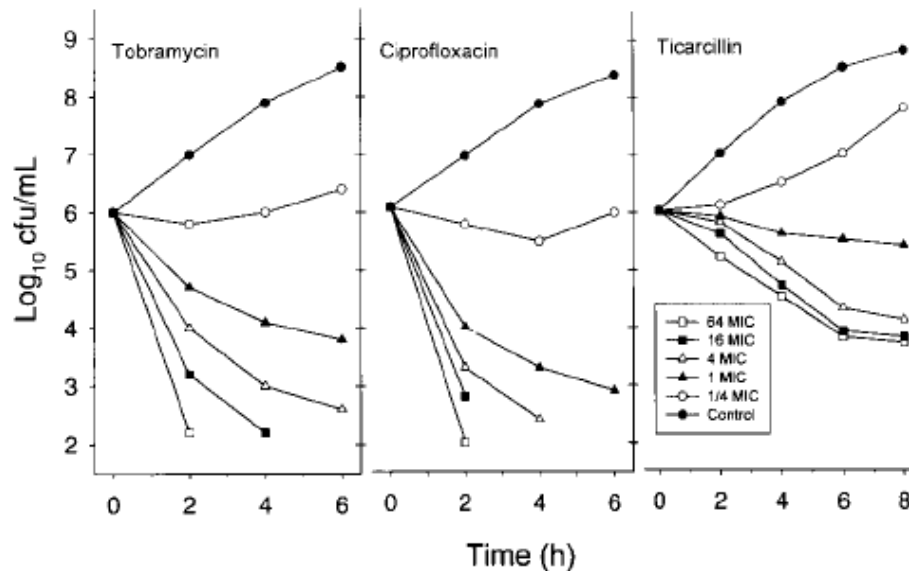 Tobramycin
Ciprofloxacin
Ticarcillin
9
8
7
6
5
4
3
2
Log10 cfu/mL
64 MIC
16 MIC
4 MIC
1 MIC
1/4 MIC
Control
0 2 4 6
0 2 4 6
0 2 4 6 8
Time (h)